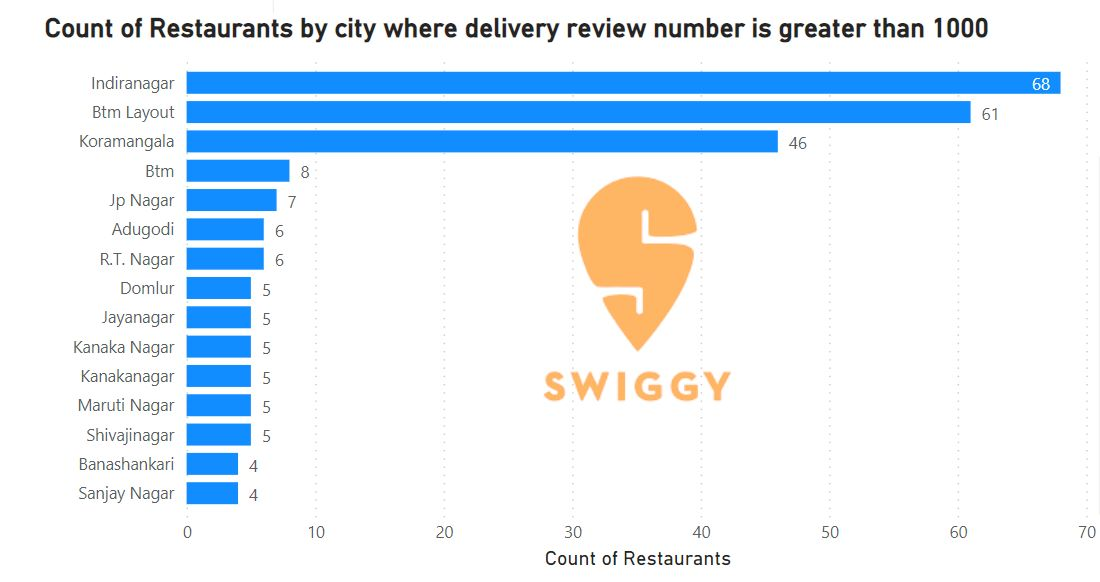 Count of Restaurants by city where delivery review number is greater than 1000
Indiranagar 68
Btm Layout 61
Koramangala 46
Btm 8
Jp Nagar 7
Adugodi 6
R.T. Nagar 6
Domlur 5
Jayanagar 5
Kanaka Nagar 5
Kanakanagar 5
Maruti Nagar 5
Shivajinagar 5
Banashankari 4
Sanjay Nagar 4
SWIGGY
0 10 20 30 40 50 60 70
Count of Restaurants